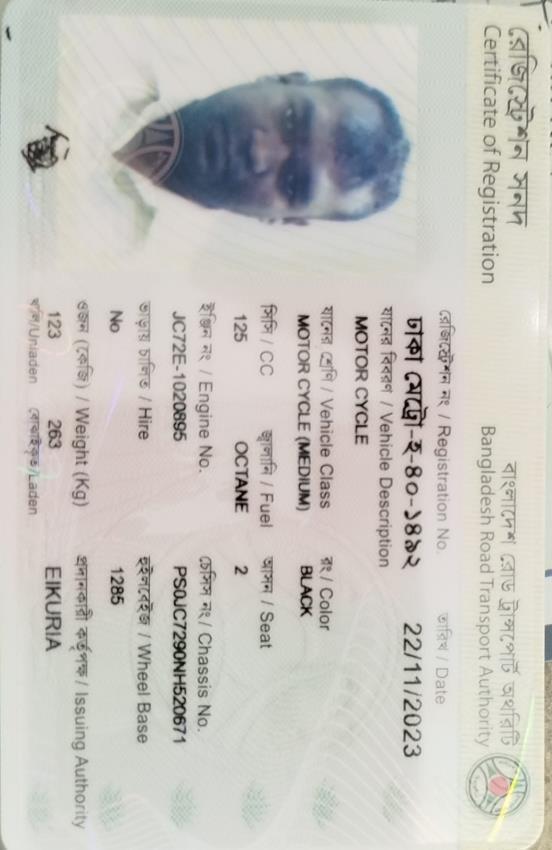 রেজিস্ট্রেশন সনদ
Certificate of Registration
বাংলাদেশ রোড ট্রান্সপোর্ট অথরিটি
Bangladesh Road Transport Authority
রেজিস্ট্রেশন নং / Registration No. তারিখ / Date
ঢাকা মেট্রো-হ-৪০-১৪৯২ 22/11/2023
যানের বিবরণ / Vehicle Description
MOTOR CYCLE
যানের শ্রেণি / Vehicle Class রং / Color
MOTOR CYCLE (MEDIUM) BLACK
সিসি / CC জ্বালানি / Fuel আসন / Seat
125 OCTANE 2
ইঞ্জিন নং / Engine No. চেসিস নং / Chassis No.
JC72E-1020895 PS0JC7290NH520671
ভাড়ায় চালিত / Hire হুইলবেইজ / Wheel Base
No 1285
ওজন (কেজি) / Weight (Kg) প্রদানকারী কর্তৃপক্ষ / Issuing Authority
123 263 EIKURIA
খালি/Unladen বোঝাইকৃত/Laden